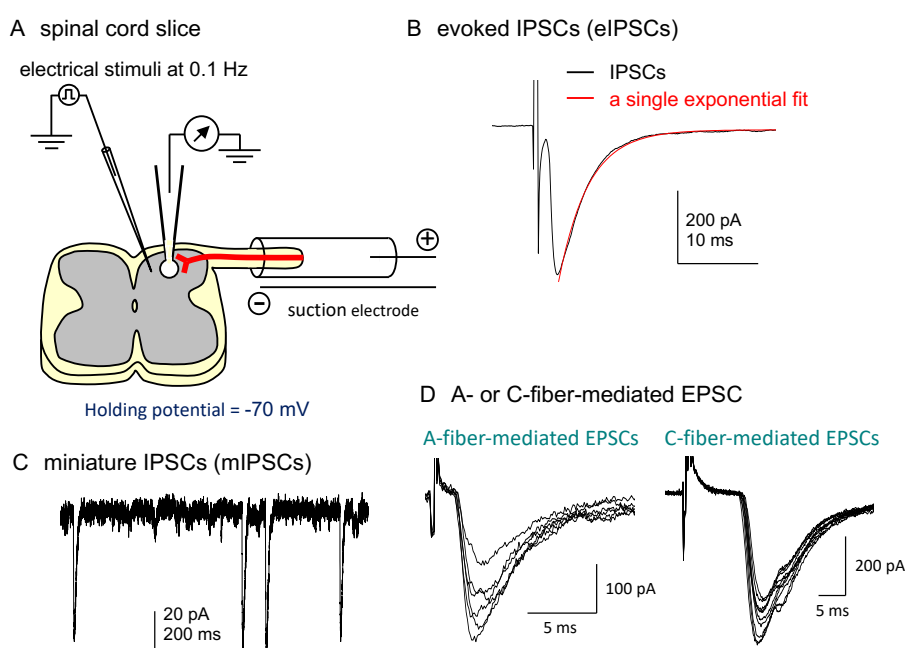 A spinal cord slice
electrical stimuli at 0.1 Hz
+
−
suction electrode
Holding potential = -70 mV
B evoked IPSCs (eIPSCs)
IPSCs
a single exponential fit
200 pA
10 ms
C miniature IPSCs (mIPSCs)
20 pA
200 ms
D A- or C-fiber-mediated EPSC
A-fiber-mediated EPSCs
100 pA
5 ms
C-fiber-mediated EPSCs
200 pA
5 ms